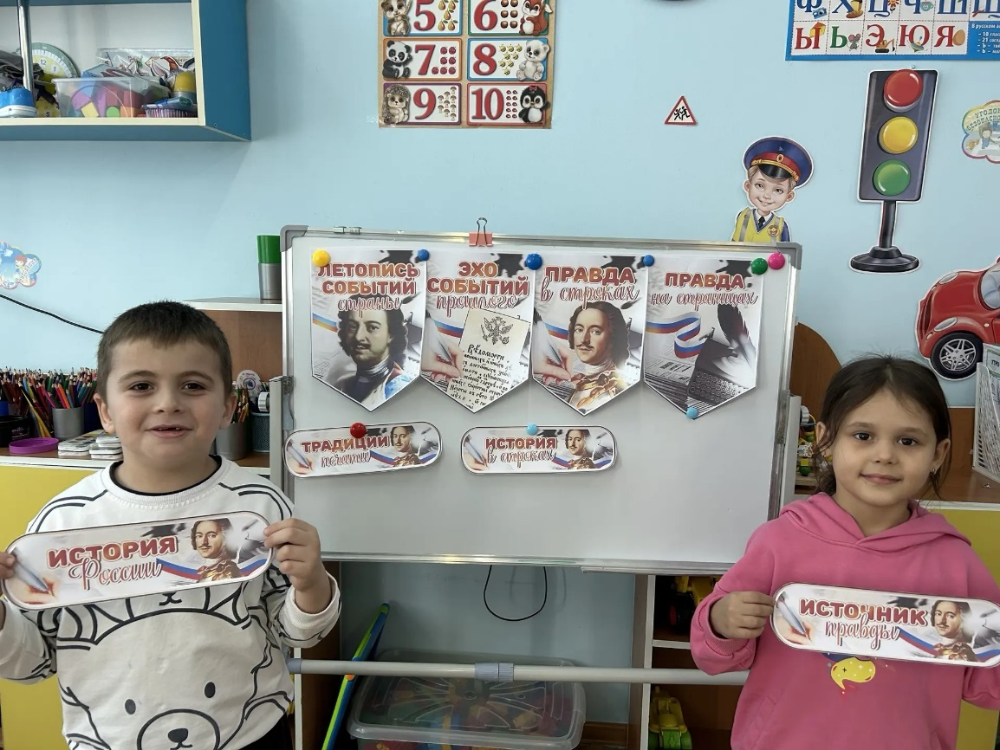 5 6
7 8
9 10
Ф Х Ц Ч Ш Щ
Ы Ь Э Ю Я
ЛЕТОПИСЬ
СОБЫТИЙ
страны
ЭХО
СОБЫТИЙ
прошлого
Вѣдомости
ПРАВДА
в строках
ПРАВДА
на страницах
ТРАДИЦИИ
печати
ИСТОРИЯ
в строках
ИСТОРИЯ
России
ИСТОЧНИК
правды